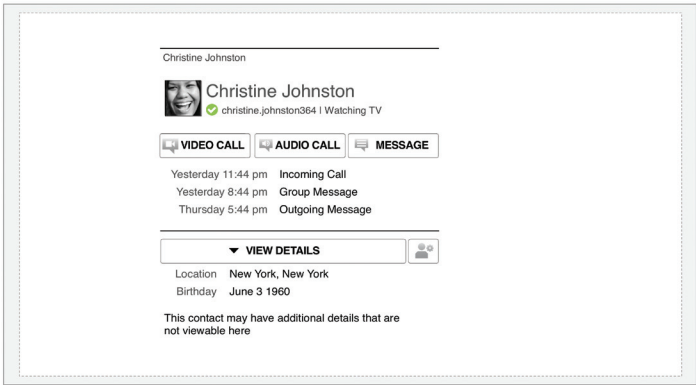 Christine Johnston
Christine Johnston
christine.johnston364 | Watching TV
VIDEO CALL AUDIO CALL MESSAGE
Yesterday 11:44 pm Incoming Call
Yesterday 8:44 pm Group Message
Thursday 5:44 pm Outgoing Message
VIEW DETAILS
Location New York, New York
Birthday June 3 1960
This contact may have additional details that are
not viewable here